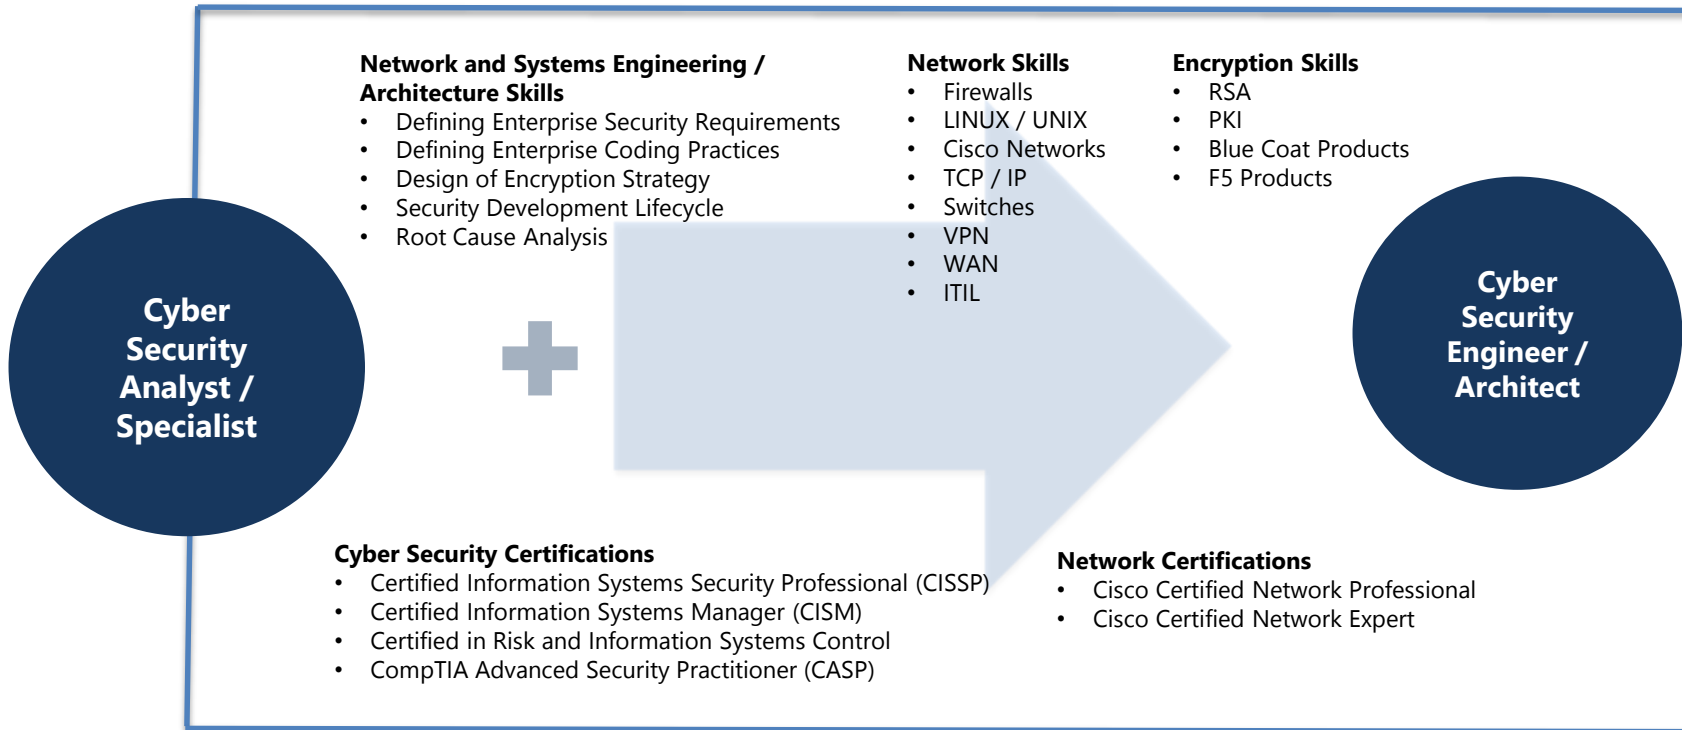 Network and Systems Engineering /
Architecture Skills
• Defining Enterprise Security Requirements
• Defining Enterprise Coding Practices
• Design of Encryption Strategy
• Security Development Lifecycle
• Root Cause Analysis
Network Skills
• Firewalls
• LINUX / UNIX
• Cisco Networks
• TCP / IP
• Switches
• VPN
• WAN
• ITIL
Encryption Skills
• RSA
• PKI
• Blue Coat Products
• F5 Products
Cyber
Security
Analyst /
Specialist
Cyber
Security
Engineer /
Architect
Cyber Security Certifications
• Certified Information Systems Security Professional (CISSP)
• Certified Information Systems Manager (CISM)
• Certified in Risk and Information Systems Control
• CompTIA Advanced Security Practitioner (CASP)
Network Certifications
• Cisco Certified Network Professional
• Cisco Certified Network Expert